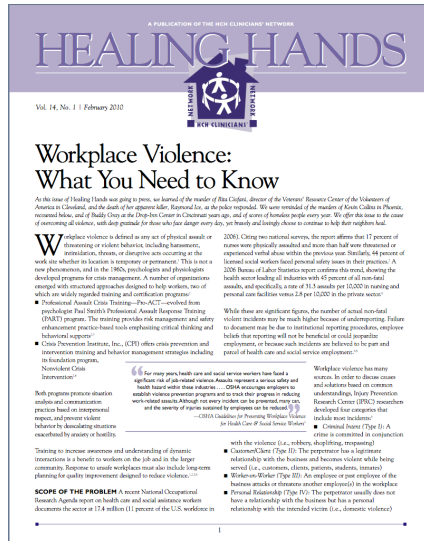 A PUBLICATION OF THE HCH CLINICIANS' NETWORK
HEALING HANDS
NETWORK
NETWORK
HCH CLINICIANS'
Vol. 14, No. 1 | February 2010
Workplace Violence:
What You Need to Know
As this issue of Healing Hands was going to press, we learned of the murder of Rita Ciofani, director of the Veterans' Resource Center of the Volunteers of
America in Cleveland, and the death of her apparent killer, Raymond Ice, as the police responded. We were reminded of the murders of Kevin Collins in Phoenix,
recounted below, and of Buddy Gray at the Drop-Inn Center in Cincinnati years ago, and of scores of homeless people every year. We offer this issue to the cause
of overcoming all violence, with deep gratitude for those who face danger every day, yet bravely and lovingly choose to continue to help their neighbors heal.
Workplace violence is defined as any act of physical assault or
threatening or violent behavior, including harassment,
intimidation, threats, or disruptive acts occurring at the
work site whether its location is temporary or permanent. This is not a
new phenomenon, and in the 1960s, psychologists and physiologists
developed programs for crisis management. A number of organizations
emerged with structured approaches designed to help workers, two of
which are widely regarded training and certification programs:
■ Professional Assault Crisis Training—Pro-ACT—evolved from
psychologist Paul Smith's Professional Assault Response Training
(PART) program. The training provides risk management and safety
enhancement practice-based tools emphasizing critical thinking and
behavioral supports
■ Crisis Prevention Institute, Inc., (CPI) offers crisis prevention and
intervention training and behavior management strategies including
its foundation program,
Nonviolent Crisis
Intervention
Both programs promote situation
analysis and communication
practices based on interpersonal
respect, and prevent violent
behavior by deescalating situations
exacerbated by anxiety or hostility.
Training to increase awareness and understanding of dynamic
interactions is a benefit to workers on the job and in the larger
community. Response to unsafe workplaces must also include long-term
planning for quality improvement designed to reduce violence.
SCOPE OF THE PROBLEM A recent National Occupational
Research Agenda report on health care and social assistance workers
documents the sector at 17.4 million (11 percent of the U.S. workforce in
2006). Citing two national surveys, the report affirms that 17 percent of
nurses were physically assaulted and more than half were threatened or
experienced verbal abuse within the previous year. Similarly, 44 percent of
licensed social workers faced personal safety issues in their practices. A
2006 Bureau of Labor Statistics report confirms this trend, showing the
health sector leading all industries with 45 percent of all non-fatal
assaults, and specifically, a rate of 31.5 assaults per 10,000 in nursing and
personal care facilities versus 2.8 per 10,000 in the private sector.
While these are significant figures, the number of actual non-fatal
violent incidents may be much higher because of underreporting. Failure
to document may be due to institutional reporting procedures, employee
beliefs that reporting will not be beneficial or could jeopardize
employment, or because such incidents are believed to be part and
parcel of health care and social service employment.
“For many years, health care and social service workers have faced a
significant risk of job-related violence. Assaults represent a serious safety and
health hazard within these industries .... OSHA encourages employers to
establish violence prevention programs and to track their progress in reducing
work-related assaults. Although not every incident can be prevented, many can,
and the severity of injuries sustained by employees can be reduced.”
—OSHA Guidelines for Preventing Workplace Violence
for Health Care & Social Service Workers
Workplace violence has many
sources. In order to discuss causes
and solutions based on common
understandings, Injury Prevention
Research Center (IPRC) researchers
developed four categories that
include most incidents:
■ Criminal Intent (Type I): A
crime is committed in conjunction
with the violence (i.e., robbery, shoplifting, trespassing)
■ Customer/Client (Type II): The perpetrator has a legitimate
relationship with the business and becomes violent while being
served (i.e., customers, clients, patients, students, inmates)
■ Worker-on-Worker (Type III): An employee or past employee of the
business attacks or threatens another employee(s) in the workplace
■ Personal Relationship (Type IV): The perpetrator usually does not
have a relationship with the business but has a personal
relationship with the intended victim (i.e., domestic violence)
1